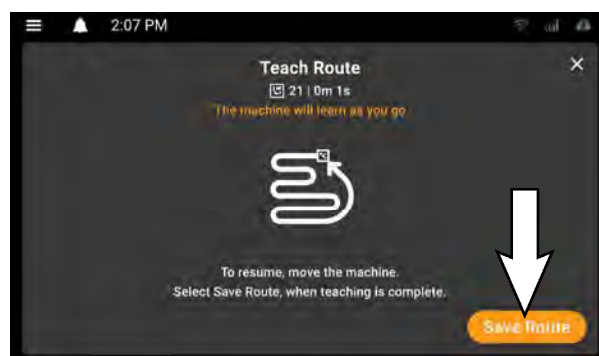 2:07 PM
Teach Route
21 | 0m 1s
The machine will learn as you go
To resume, move the machine.
Select Save Route, when teaching is complete.
Save Route